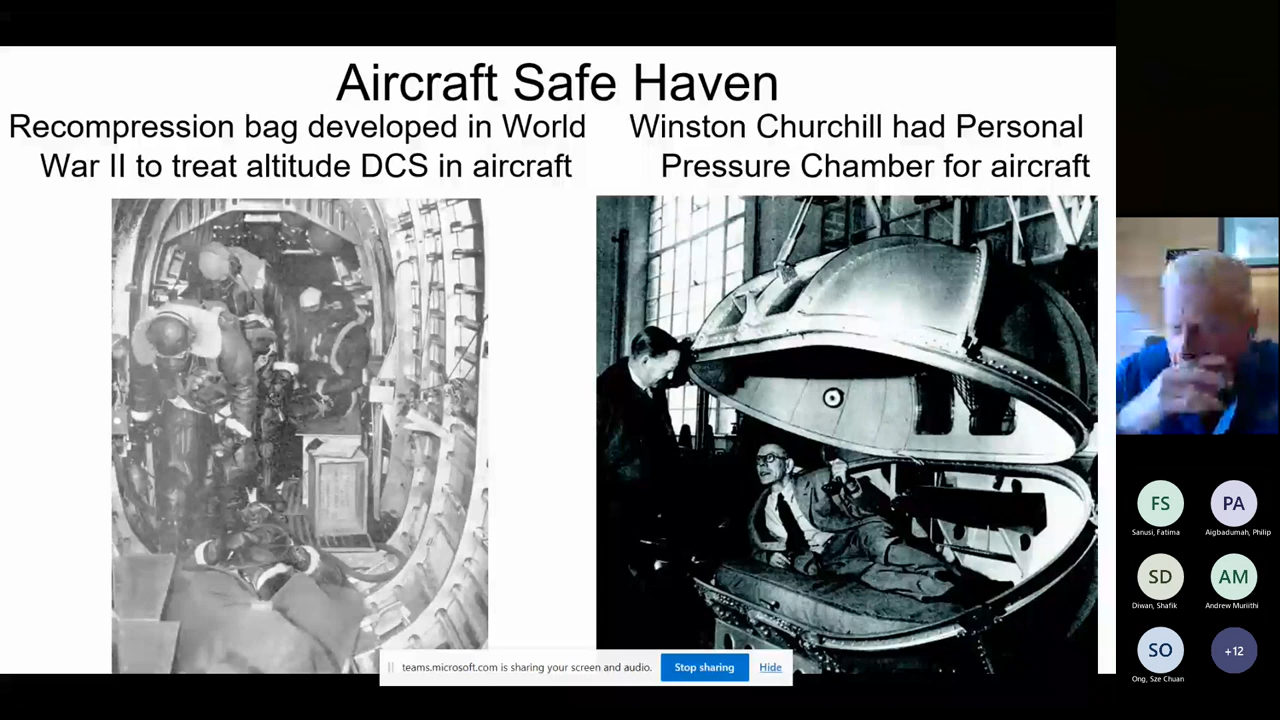 Aircraft Safe Haven
Recompression bag developed in World
War II to treat altitude DCS in aircraft
Winston Churchill had Personal
Pressure Chamber for aircraft
teams.microsoft.com is sharing your screen and audio.
Stop sharing
Hide
FS
Sanusi, Fatima
PA
Aigbadumah, Philip
SD
Diwan, Shafik
AM
Andrew Muriithi
SO
Ong, Sze Chuan
+12